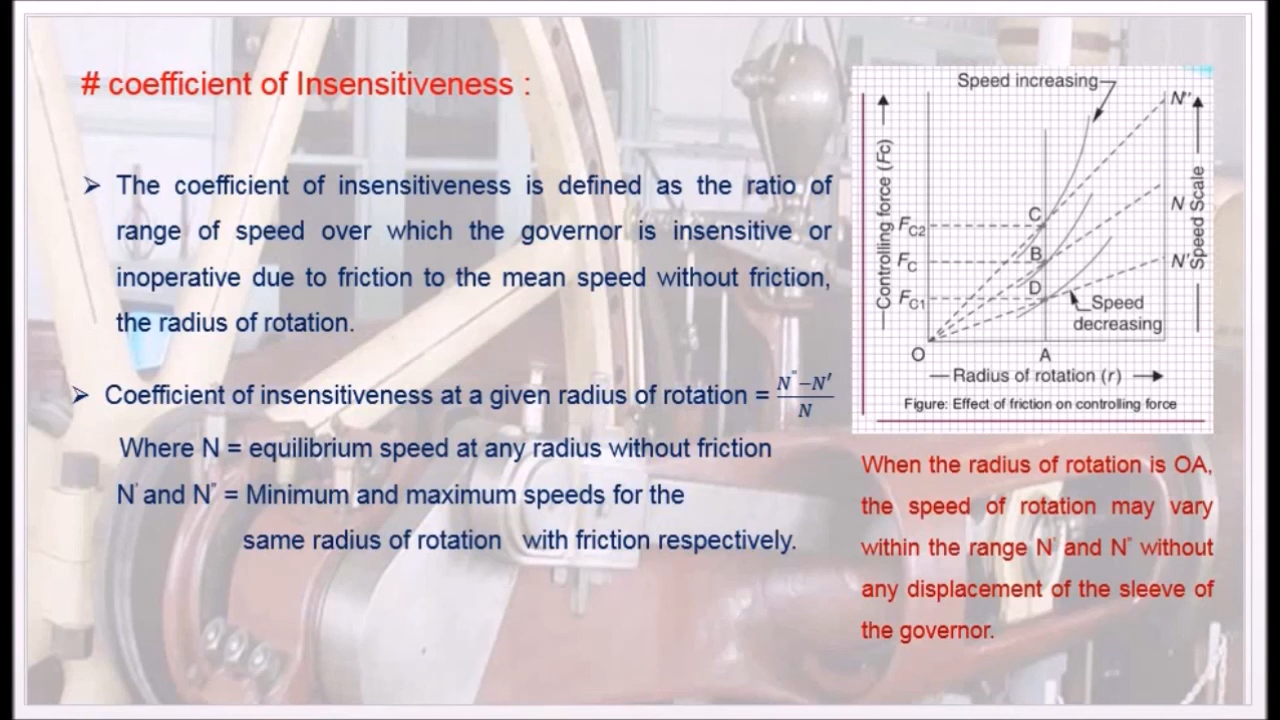 # coefficient of Insensitiveness :
➢ The coefficient of insensitiveness is defined as the ratio of
range of speed over which the governor is insensitive or
inoperative due to friction to the mean speed without friction,
the radius of rotation.
➢ Coefficient of insensitiveness at a given radius of rotation = N"−N′/N
Where N = equilibrium speed at any radius without friction
N' and N" = Minimum and maximum speeds for the
same radius of rotation with friction respectively.
Speed increasing
N"
Controlling force (Fc)
Speed Scale
C
N
FC2
B
FC
N'
D
FC1
Speed
decreasing
O
A
Radius of rotation (r)
Figure: Effect of friction on controlling force
When the radius of rotation is OA,
the speed of rotation may vary
within the range N' and N" without
any displacement of the sleeve of
the governor.